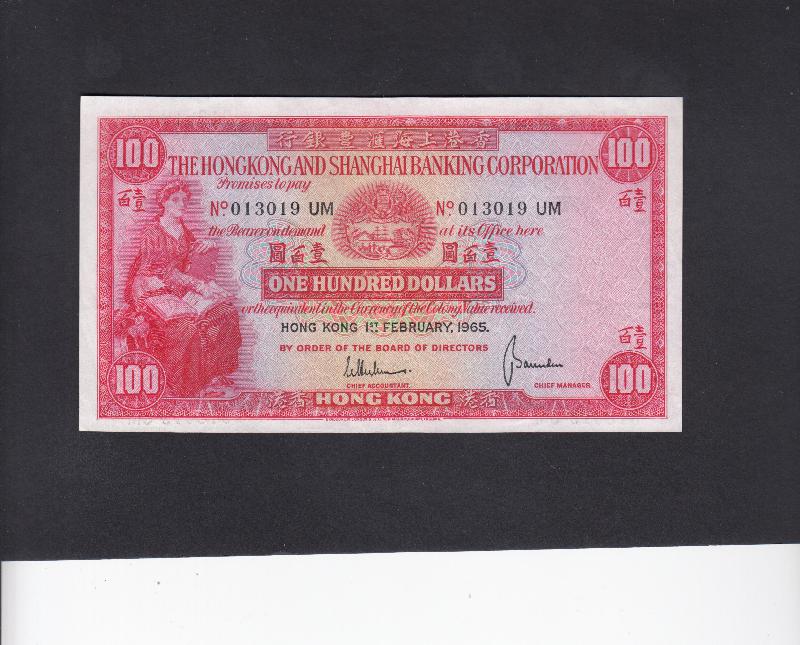 行銀豐滙海上港香
100 100
THE HONGKONG AND SHANGHAI BANKING CORPORATION
Promises to pay
百壹 百壹
Nº 013019 UM Nº 013019 UM
the Bearer on demand at its Office here
圓百壹 圓百壹
ONE HUNDRED DOLLARS
or the equivalent in the Currency of the Colony, Value received.
HONG KONG 1ST FEBRUARY, 1965.
百壹
BY ORDER OF THE BOARD OF DIRECTORS
100 100
CHIEF ACCOUNTANT. CHIEF MANAGER.
港香 HONG KONG 港香